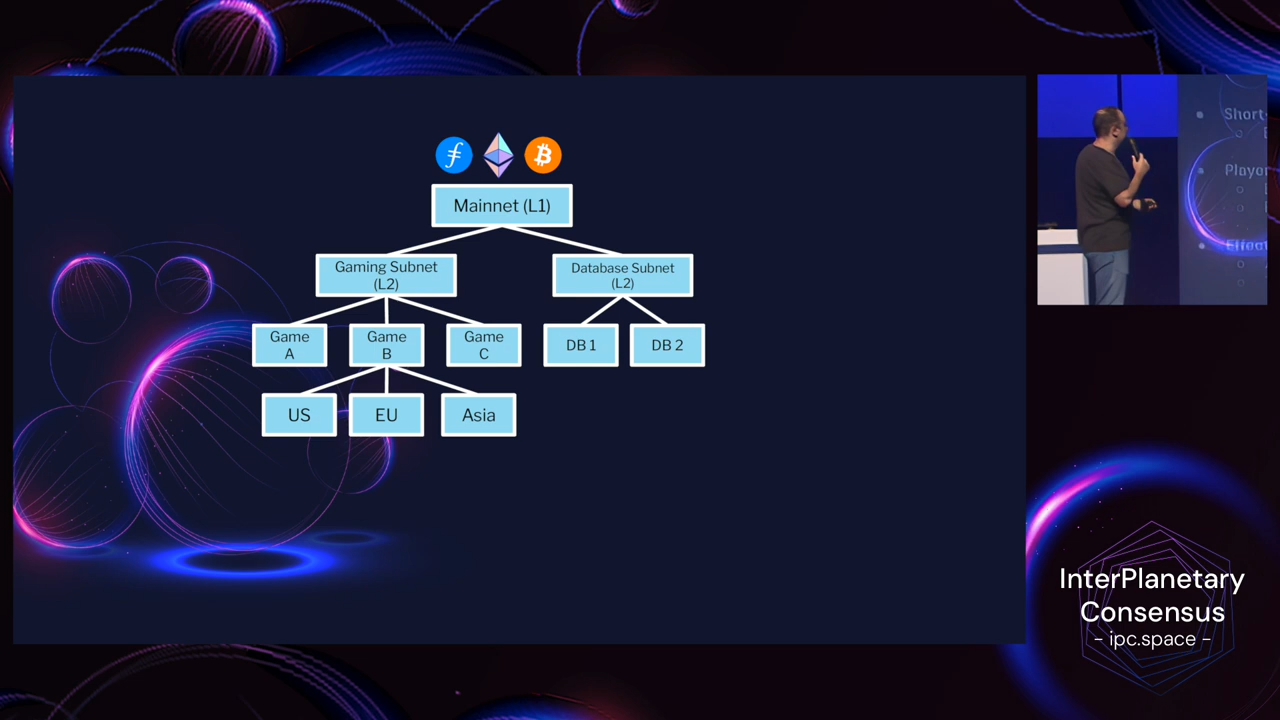 Mainnet (L1)
Gaming Subnet
(L2)
Database Subnet
(L2)
Game
A
Game
B
Game
C
DB 1
DB 2
US
EU
Asia
Short
InterPlanetary
Consensus
- ipc.space -